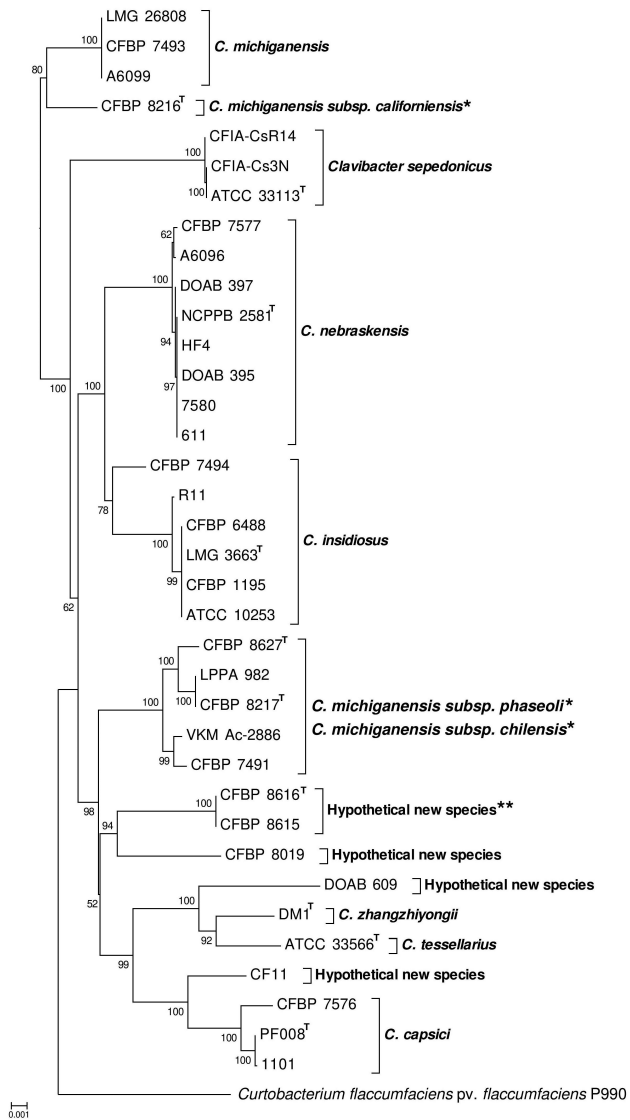 LMG 26808
100 CFBP 7493 C. michiganensis
80 A6099
CFBP 8216T C. michiganensis subsp. californiensis*
CFIA-CsR14
100 CFIA-Cs3N Clavibacter sepedonicus
100 ATCC 33113T
62 CFBP 7577
A6096
100 DOAB 397
NCPPB 2581T
C. nebraskensis
94 HF4
97 DOAB 395
100 100 7580
611
CFBP 7494
78 R11
100 CFBP 6488
LMG 3663T C. insidiosus
99 CFBP 1195
62 ATCC 10253
CFBP 8627T
100 LPPA 982
100 100 CFBP 8217T C. michiganensis subsp. phaseoli*
VKM Ac-2886 C. michiganensis subsp. chilensis*
99 CFBP 7491
CFBP 8616T
98 94 100 Hypothetical new species**
CFBP 8615
CFBP 8019 Hypothetical new species
DOAB 609 Hypothetical new species
52 100 DM1T C. zhangzhiyongii
92 ATCC 33566T C. tessellarius
99 CF11 Hypothetical new species
100 CFBP 7576
100 PF008T C. capsici
100 1101
Curtobacterium flaccumfaciens pv. flaccumfaciens P990
0.001